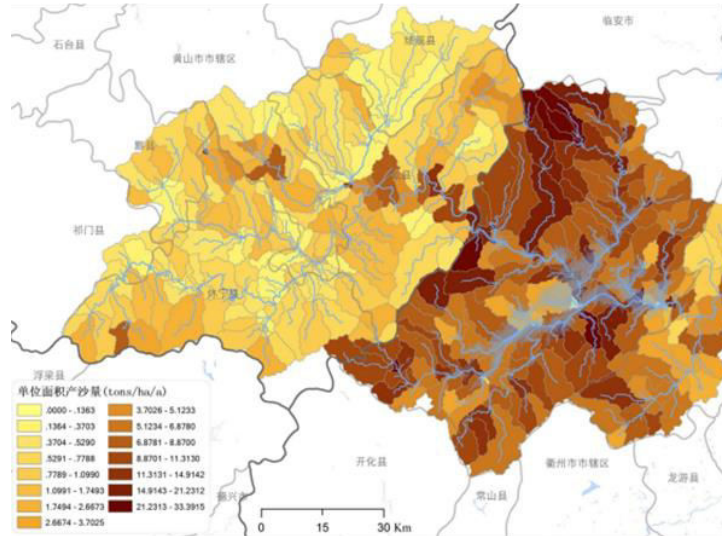 石台县
黄山市市辖区
绩溪县
临安市
黟县
县
祁门县
休宁县
浮梁县
单位面积产沙量(tons/ha/a)
.0000 - .1363
.1364 - .3703
.3704 - .5290
.5291 - .7788
.7789 - 1.0990
1.0991 - 1.7493
1.7494 - 2.6673
2.6674 - 3.7025
3.7026 - 5.1233
5.1234 - 6.8780
6.8781 - 8.8700
8.8701 - 11.3130
11.3131 - 14.9142
14.9143 - 21.2312
21.2313 - 33.3915
开化县
衢州市市辖区
常山县
龙游县
0 15 30 Km